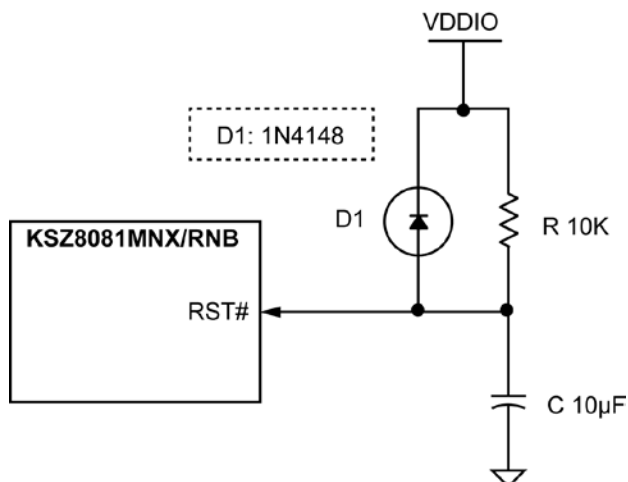 VDDIO
D1: 1N4148
D1
R 10K
KSZ8081MNX/RNB
RST#
C 10µF